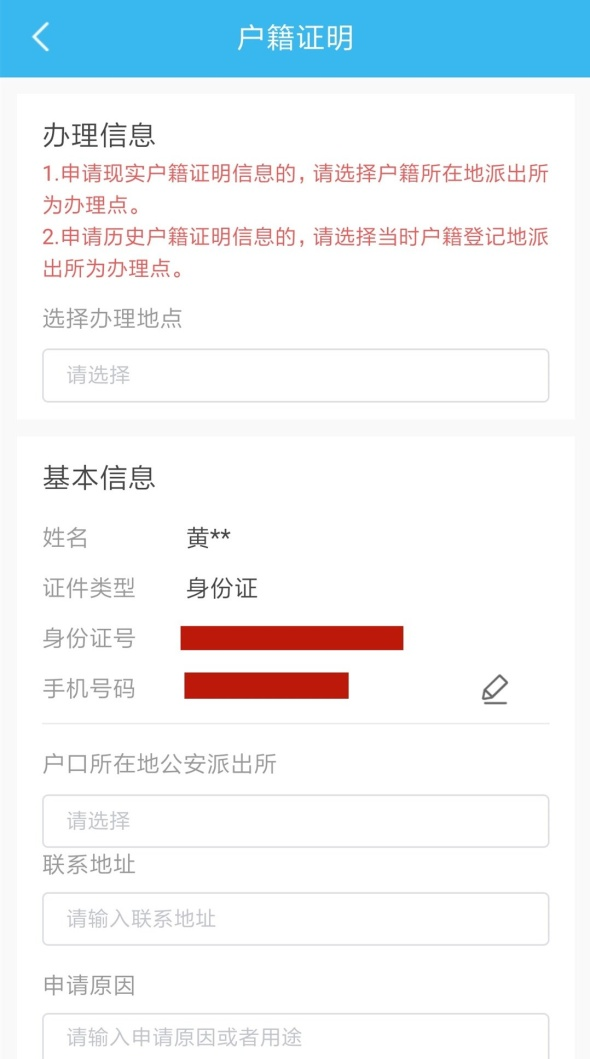 户籍证明
办理信息
1.申请现实户籍证明信息的,请选择户籍所在地派出所
为办理点。
2.申请历史户籍证明信息的,请选择当时户籍登记地派
出所为办理点。
选择办理地点
请选择
基本信息
姓名 黄**
证件类型 身份证
身份证号
手机号码
户口所在地公安派出所
请选择
联系地址
请输入联系地址
申请原因
请输入申请原因或者用途